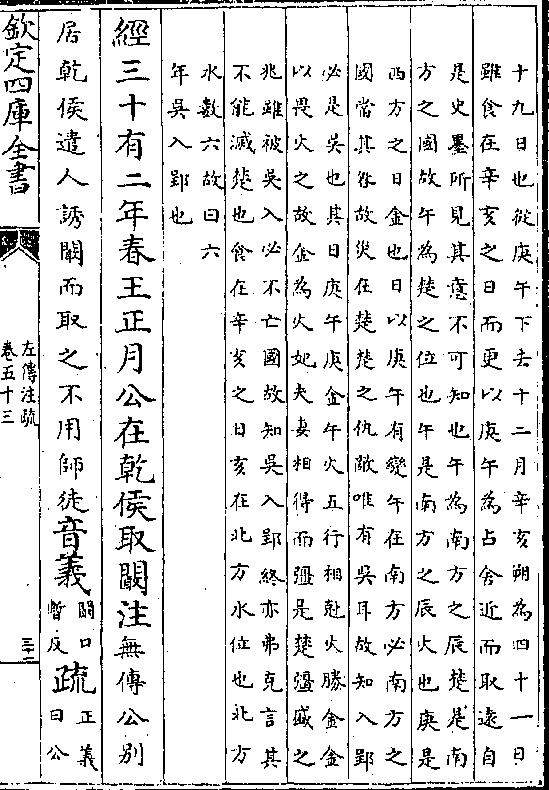 十九日也從庚午下去十二月辛亥朔為四十一日
雖食在辛亥之日而更以庚午為占舍近而取遠自
是史墨所見其意不可知也午為南方之辰楚是南
方之國故午為楚之位也午是南方之辰火也庚是
西方之日金也日以庚午有變午在南方必南方之
國當其咎故災在楚楚之仇敵唯有吳耳故知入郢
必是吳也其日庚午庚金午火五行相尅火勝金金
以畏火之故金為火妃夫妻相得而彊是楚彊盛之
兆雖被吳入必不亡國故知吳入郢終亦弗克言其
不能滅楚也食在辛亥之日亥在北方水位也北方
水數六故曰六
年吳入郢也
經三十有二年春王正月公在乾侯取闞注無傳公別
居乾侯遣人誘闞而取之不用師徒音義闞口暫反疏正義曰公
欽定四庫全書
左傳注疏
卷五十三
三十二